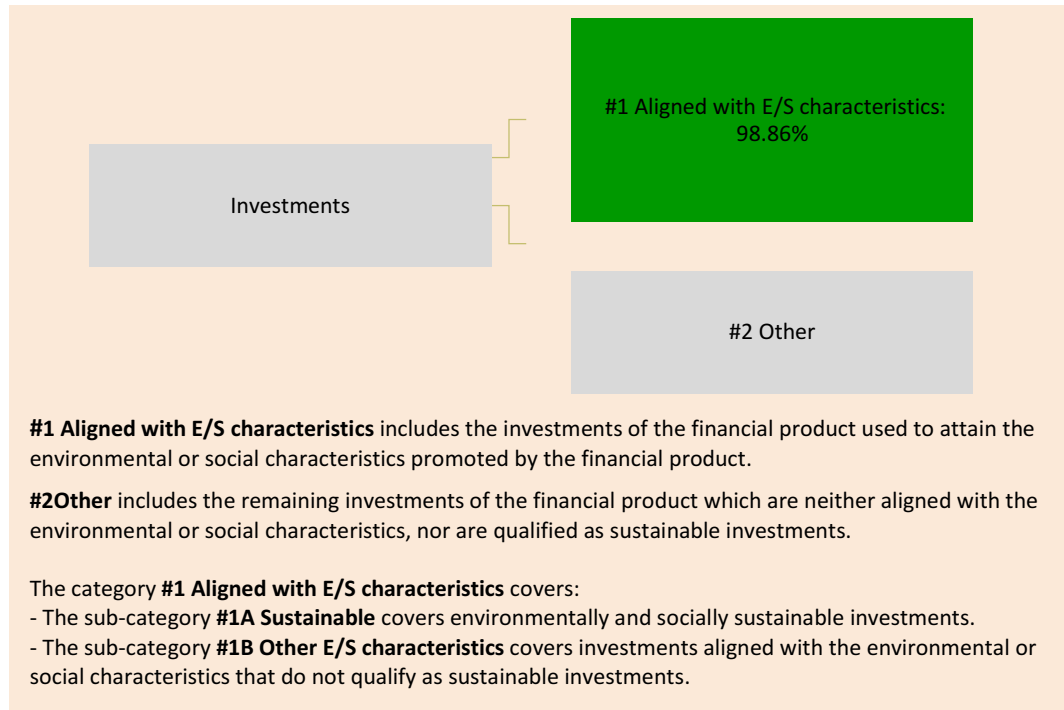 #1 Aligned with E/S characteristics:
98.86%
Investments
#2 Other
#1 Aligned with E/S characteristics includes the investments of the financial product used to attain the
environmental or social characteristics promoted by the financial product.
#2Other includes the remaining investments of the financial product which are neither aligned with the
environmental or social characteristics, nor are qualified as sustainable investments.
The category #1 Aligned with E/S characteristics covers:
- The sub-category #1A Sustainable covers environmentally and socially sustainable investments.
- The sub-category #1B Other E/S characteristics covers investments aligned with the environmental or
social characteristics that do not qualify as sustainable investments.